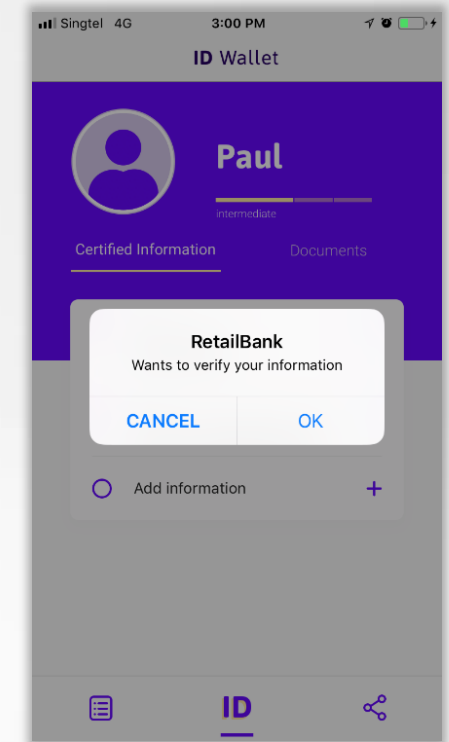 Singtel 4G 3:00 PM
ID Wallet
Paul
intermediate
Certified Information Documents
RetailBank
Wants to verify your information
CANCEL OK
Add information +
ID